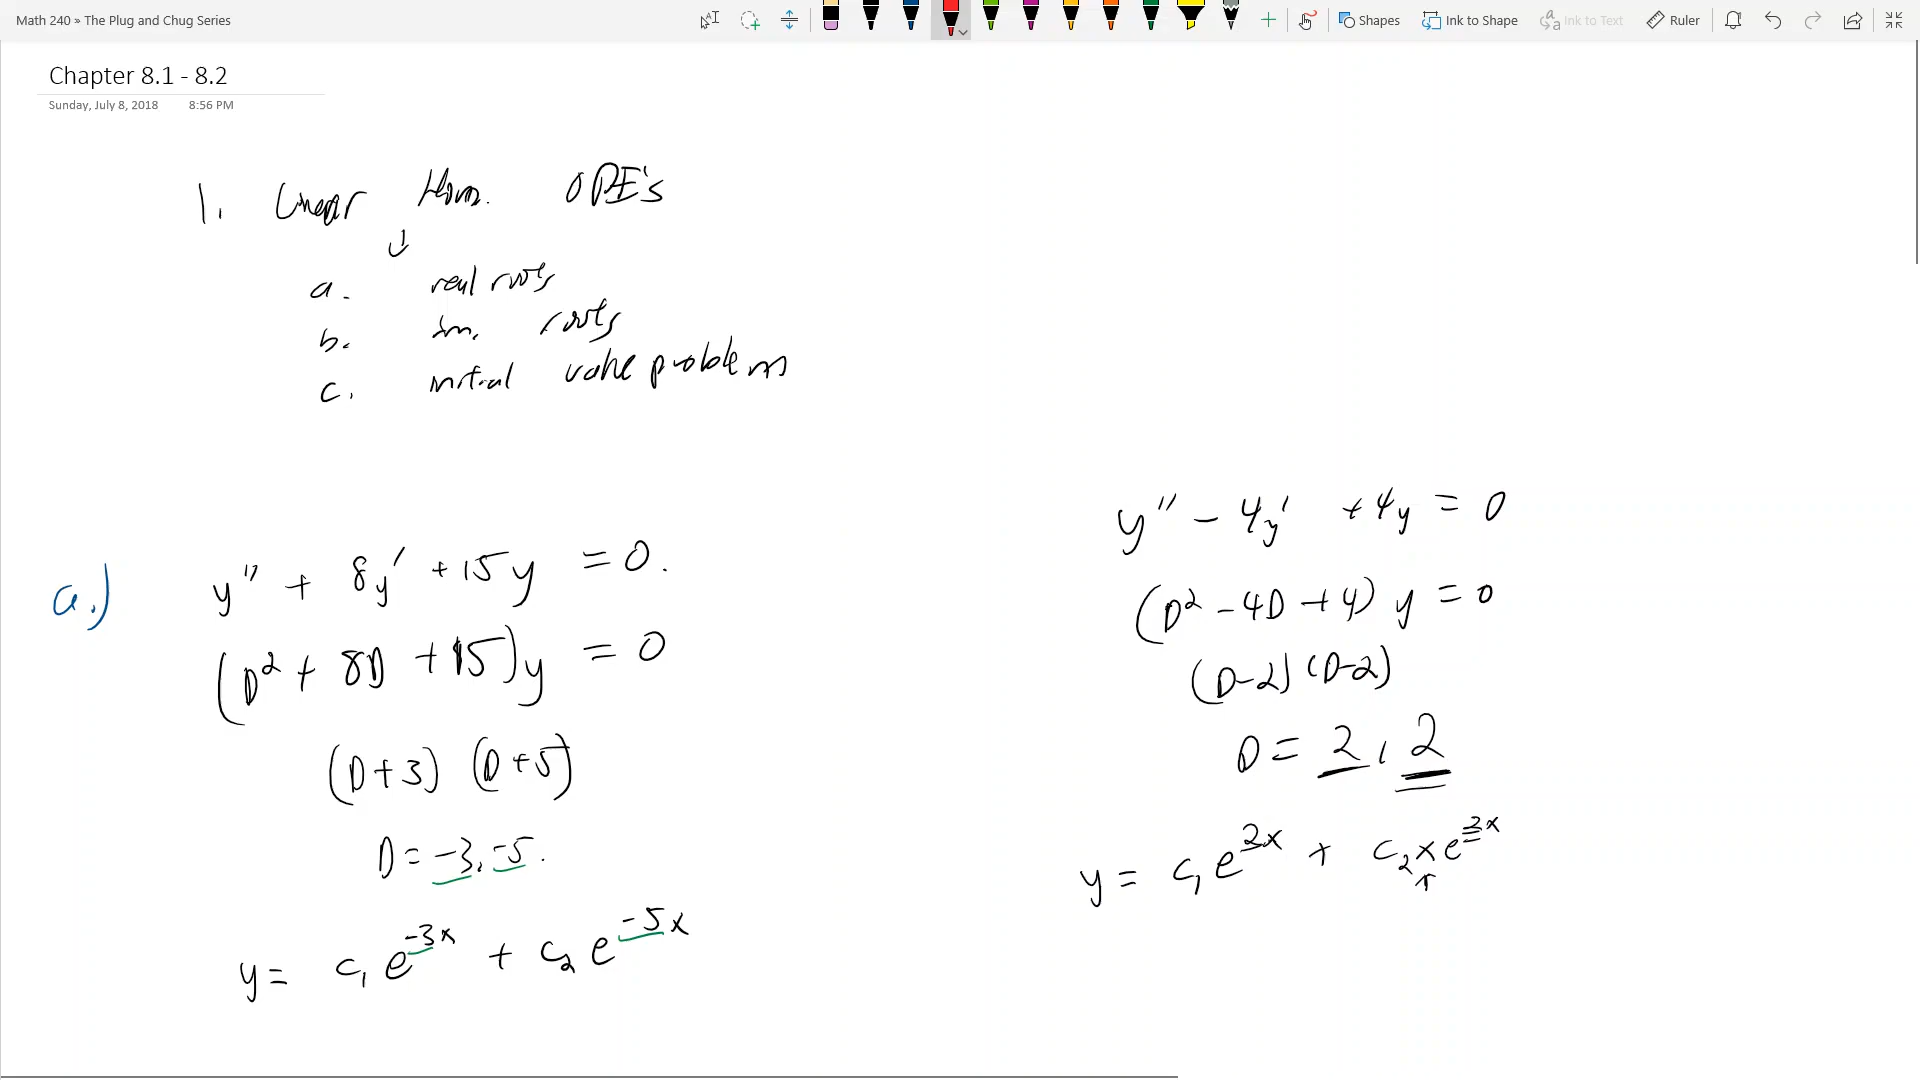 Math 240 » The Plug and Chug Series
Shapes Ink to Shape Ink to Text Ruler
Chapter 8.1 - 8.2
Sunday, July 8, 2018 8:56 PM
1. Linear Hom. ODE's
↓
a. real roots
b. im. roots
c. initial value problems
a.) y'' + 8y' + 15y = 0.
(D² + 8D + 15)y = 0
(D+3) (D+5)
D = -3, -5.
y = c₁e^{-3x} + c₂e^{-5x}
y'' - 4y' + 4y = 0
(D² - 4D + 4) y = 0
(D-2) (D-2)
D = 2, 2
y = c₁e^{2x} + c₂xe^{2x}